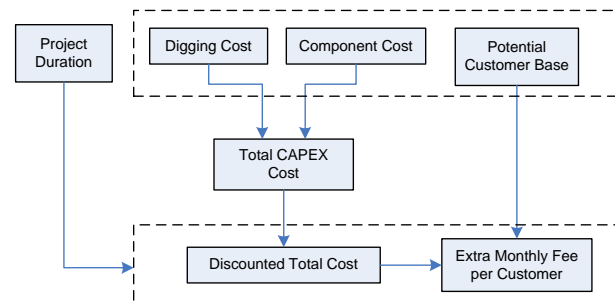 Project
Duration
Digging Cost
Component Cost
Potential
Customer Base
Total CAPEX
Cost
Discounted Total Cost
Extra Monthly Fee
per Customer